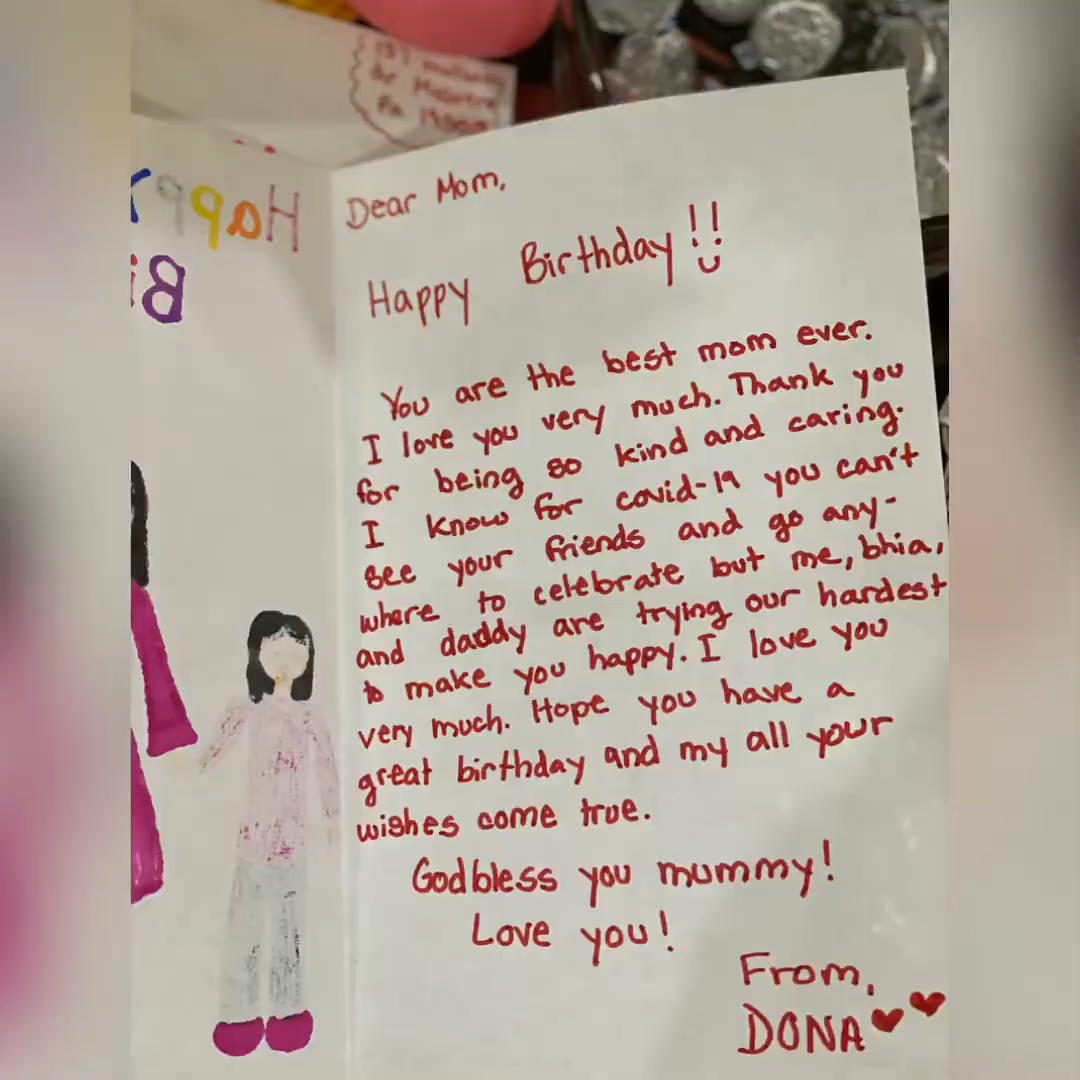 Happy
Bi
Dear Mom,
Happy Birthday!!
You are the best mom ever.
I love you very much. Thank you
for being so kind and caring.
I know for covid-19 you can't
see your friends and go any-
where to celebrate but me, bhia,
and daddy are trying our hardest
to make you happy. I love you
very much. Hope you have a
great birthday and my all your
wishes come true.
God bless you mummy!
Love you!
From,
DONA